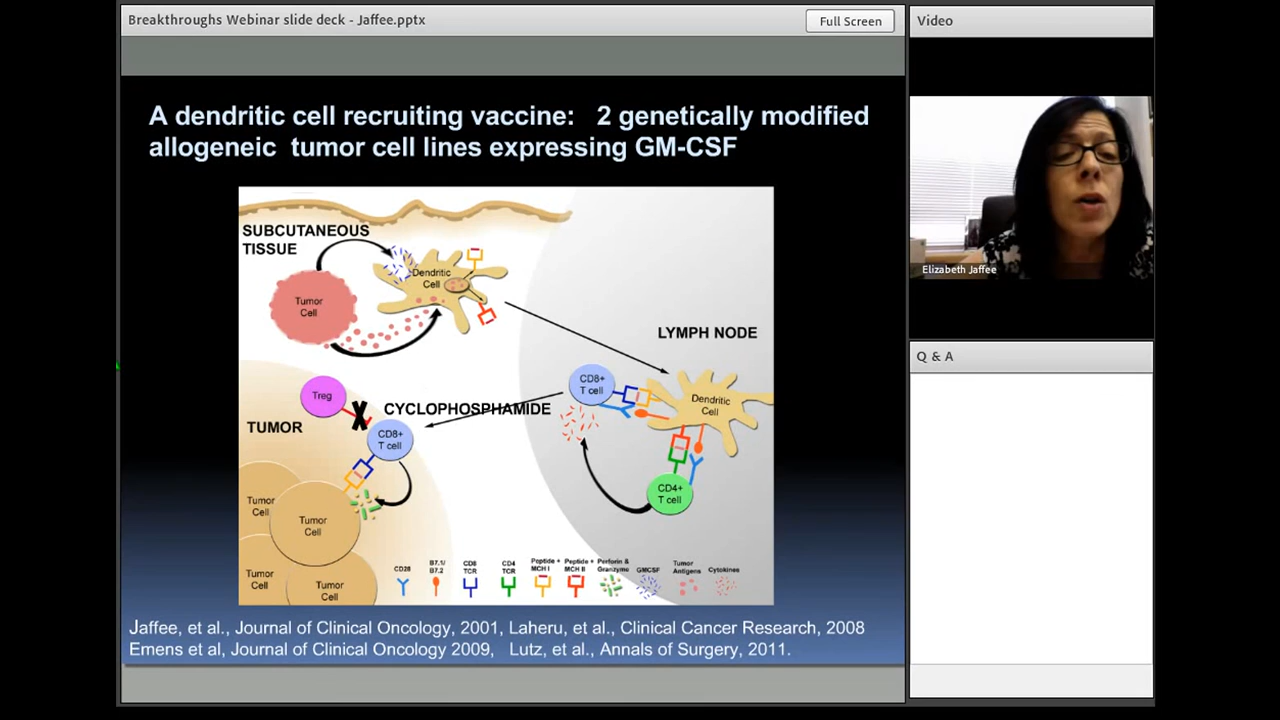 Breakthroughs Webinar slide deck - Jaffee.pptx
Full Screen
Video
A dendritic cell recruiting vaccine: 2 genetically modified
allogeneic tumor cell lines expressing GM-CSF
SUBCUTANEOUS
TISSUE
Tumor
Cell
Dendritic
Cell
LYMPH NODE
CD8+
T cell
Dendritic
Cell
Treg
CYCLOPHOSPHAMIDE
TUMOR
CD8+
T cell
CD4+
T cell
Tumor
Cell
Tumor
Cell
Tumor
Cell
Tumor
Cell
CD28
B7.1/
B7.2
CD8
TCR
CD4
TCR
Peptide +
MCH I
Peptide +
MCH II
Perforin &
Granzyme
GMCSF
Tumor
Antigens
Cytokines
Jaffee, et al., Journal of Clinical Oncology, 2001, Laheru, et al., Clinical Cancer Research, 2008
Emens et al, Journal of Clinical Oncology 2009, Lutz, et al., Annals of Surgery, 2011.
Elizabeth Jaffee
Q & A